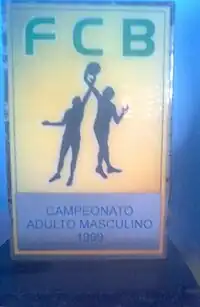 FCB
CAMPEONATO
ADULTO MASCULINO
1999